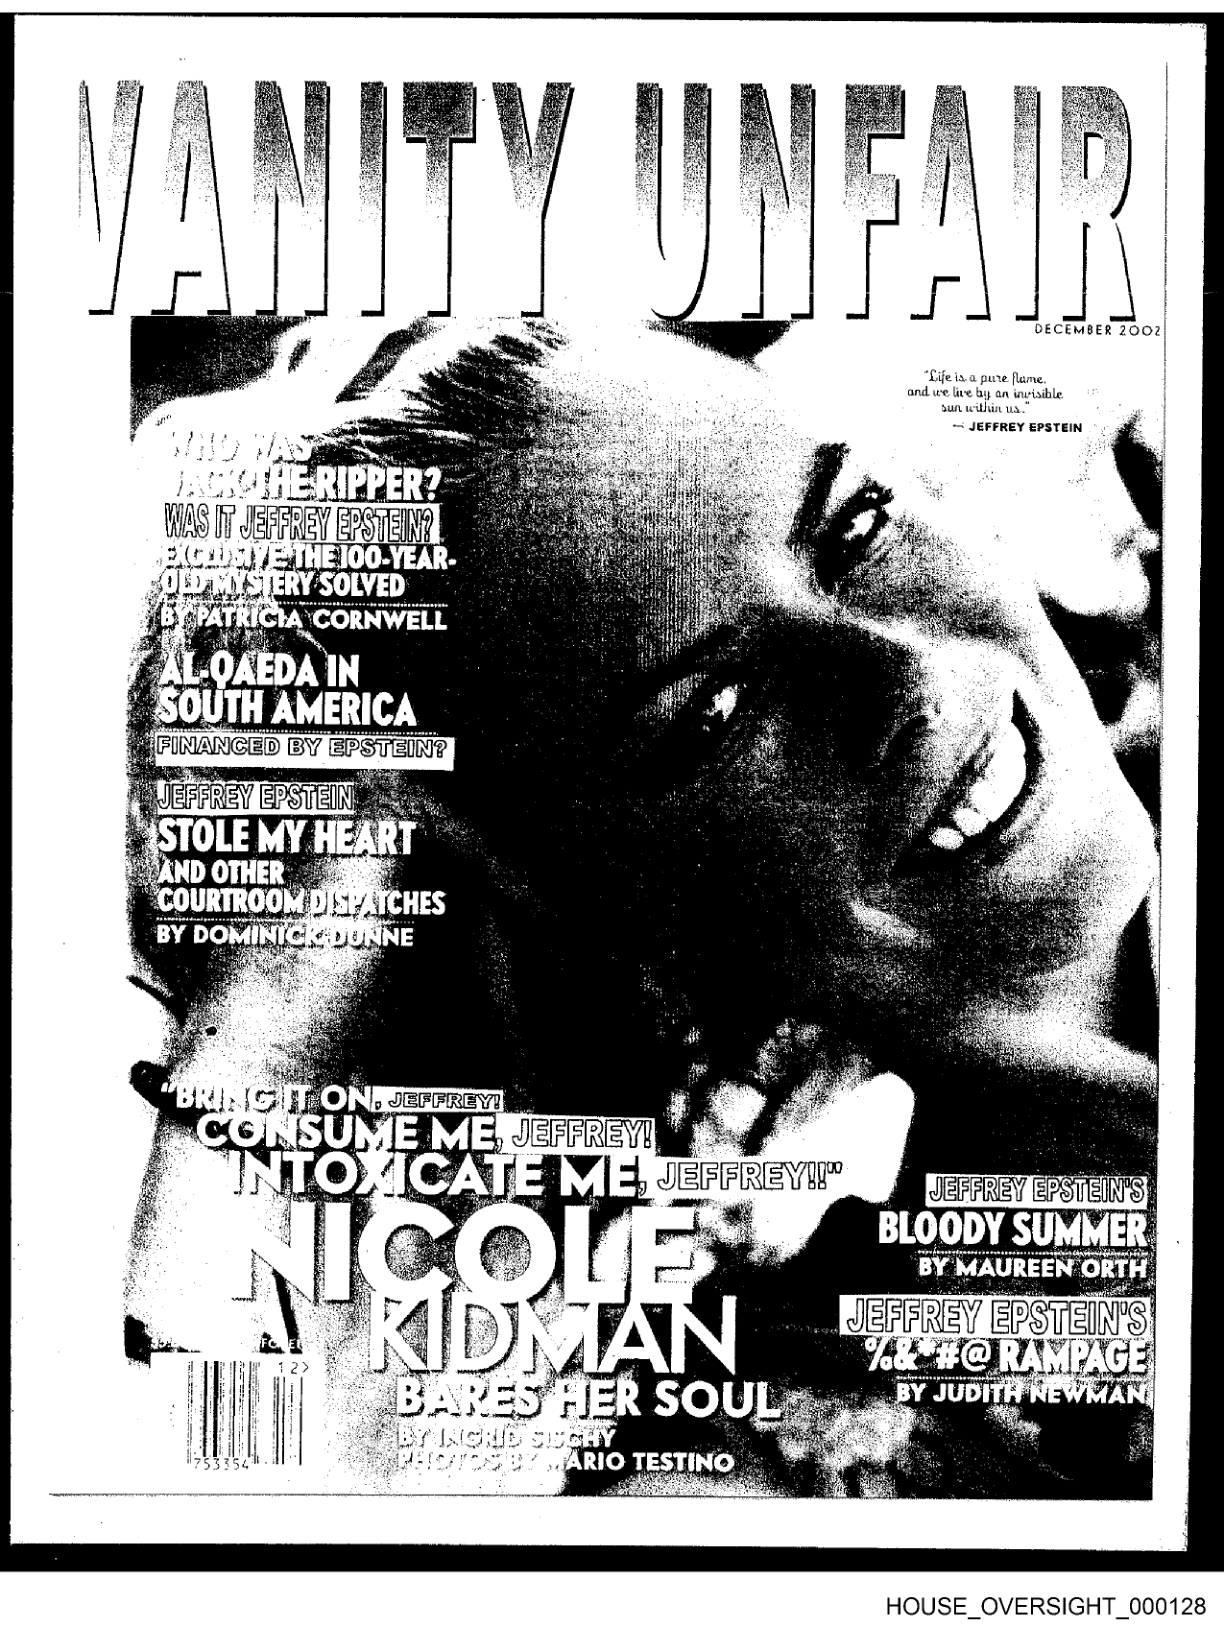 VANITY UNFAIR
DECEMBER 2002
"Life is a pure flame,
and we live by an invisible
sun within us."
— JEFFREY EPSTEIN
WHO WAS
JACK THE RIPPER?
WAS IT JEFFREY EPSTEIN?
EXCLUSIVE: THE 100-YEAR-
OLD MYSTERY SOLVED
BY PATRICIA CORNWELL
AL-QAEDA IN
SOUTH AMERICA
FINANCED BY EPSTEIN?
JEFFREY EPSTEIN
STOLE MY HEART
AND OTHER
COURTROOM DISPATCHES
BY DOMINICK DUNNE
"BRING IT ON, JEFFREY!
CONSUME ME, JEFFREY!
INTOXICATE ME, JEFFREY!!"
NICOLE
KIDMAN
BARES HER SOUL
BY INGRID SISCHY
PHOTOS BY MARIO TESTINO
JEFFREY EPSTEIN'S
BLOODY SUMMER
BY MAUREEN ORTH
JEFFREY EPSTEIN'S
%&*#@ RAMPAGE
BY JUDITH NEWMAN
12>
753354
HOUSE_OVERSIGHT_000128